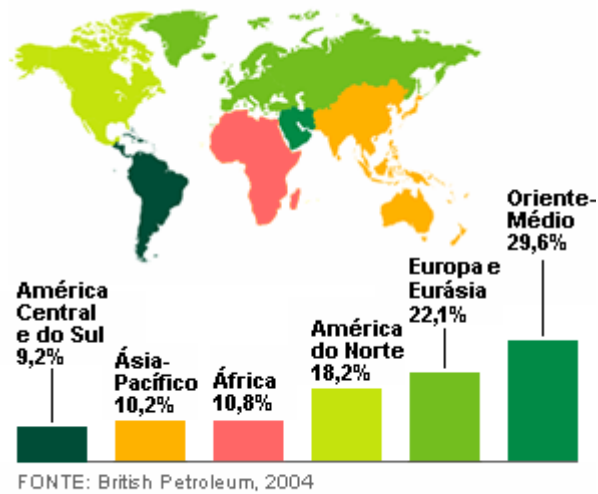 América
Central
e do Sul
9,2%
Ásia-
Pacífico
10,2%
África
10,8%
América
do Norte
18,2%
Europa e
Eurásia
22,1%
Oriente-
Médio
29,6%
FONTE: British Petroleum, 2004